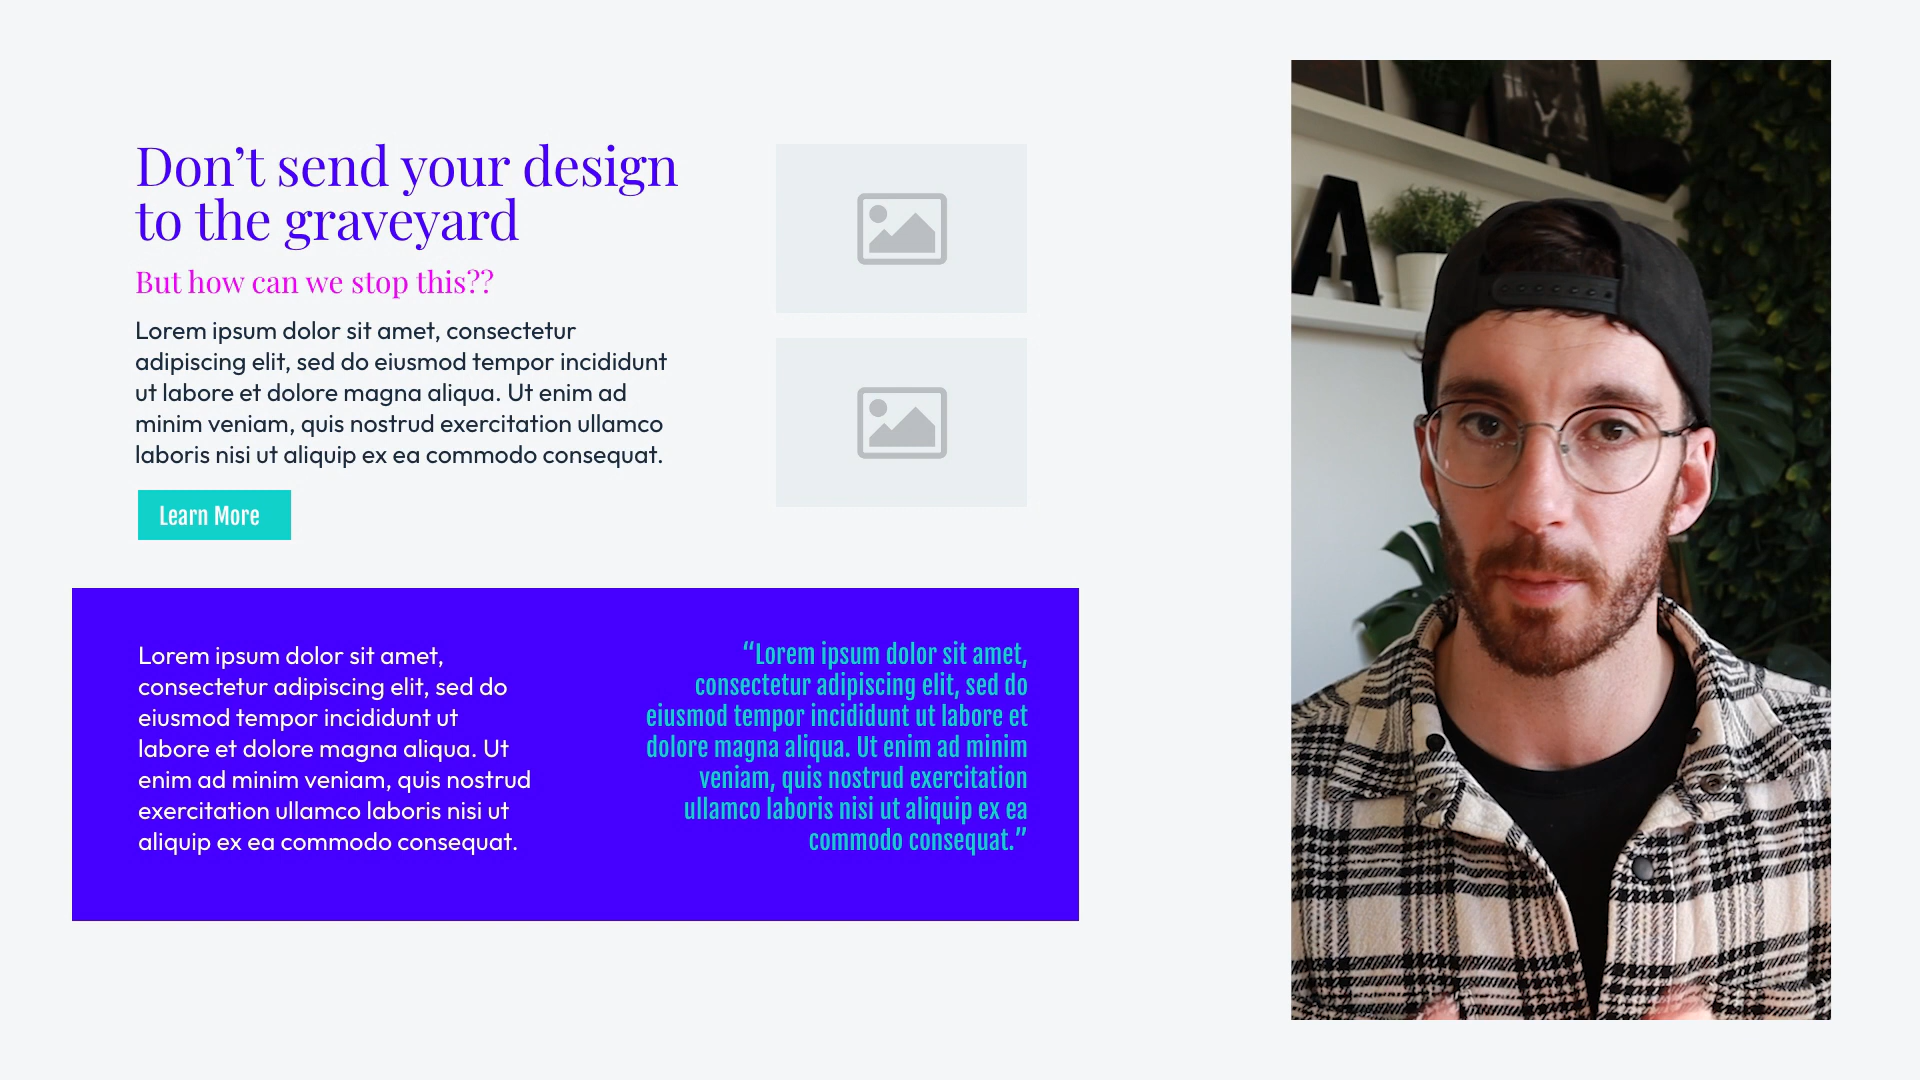 Don’t send your design
to the graveyard
But how can we stop this??
Lorem ipsum dolor sit amet, consectetur
adipiscing elit, sed do eiusmod tempor incididunt
ut labore et dolore magna aliqua. Ut enim ad
minim veniam, quis nostrud exercitation ullamco
laboris nisi ut aliquip ex ea commodo consequat.
Learn More
Lorem ipsum dolor sit amet,
consectetur adipiscing elit, sed do
eiusmod tempor incididunt ut
labore et dolore magna aliqua. Ut
enim ad minim veniam, quis nostrud
exercitation ullamco laboris nisi ut
aliquip ex ea commodo consequat.
“Lorem ipsum dolor sit amet,
consectetur adipiscing elit, sed do
eiusmod tempor incididunt ut labore et
dolore magna aliqua. Ut enim ad minim
veniam, quis nostrud exercitation
ullamco laboris nisi ut aliquip ex ea
commodo consequat.”
A